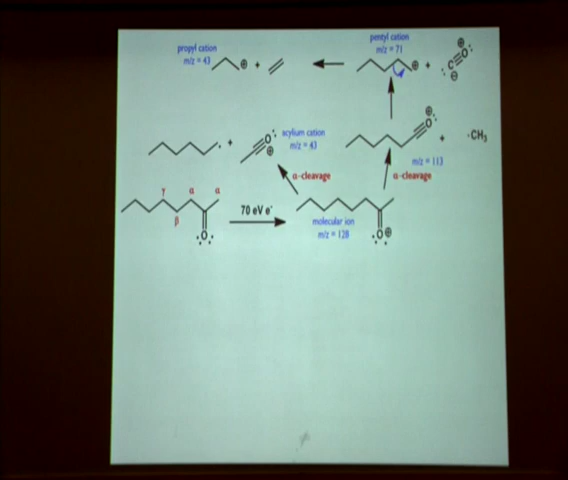 propyl cation
m/z = 43
⊕ + 
pentyl cation
m/z = 71
⊕ + :C≡O:
⊕
⊖
. + O:
⊕
acylium cation
m/z = 43
⊕
O: + ·CH₃
m/z = 113
α-cleavage
α-cleavage
γ α α
β
:O:
70 eV e⁻
molecular ion
m/z = 128
:O⊕